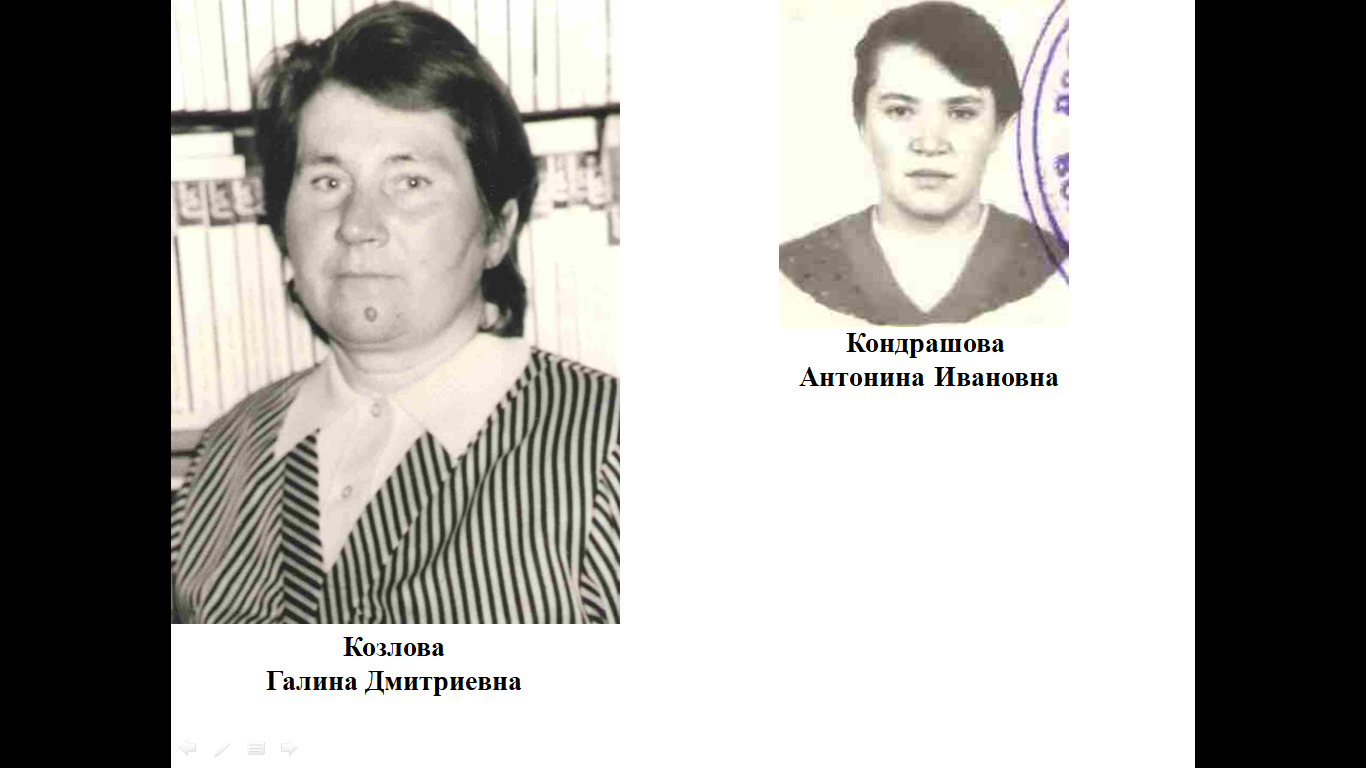 Козлова
Галина Дмитриевна
Кондрашова
Антонина Ивановна